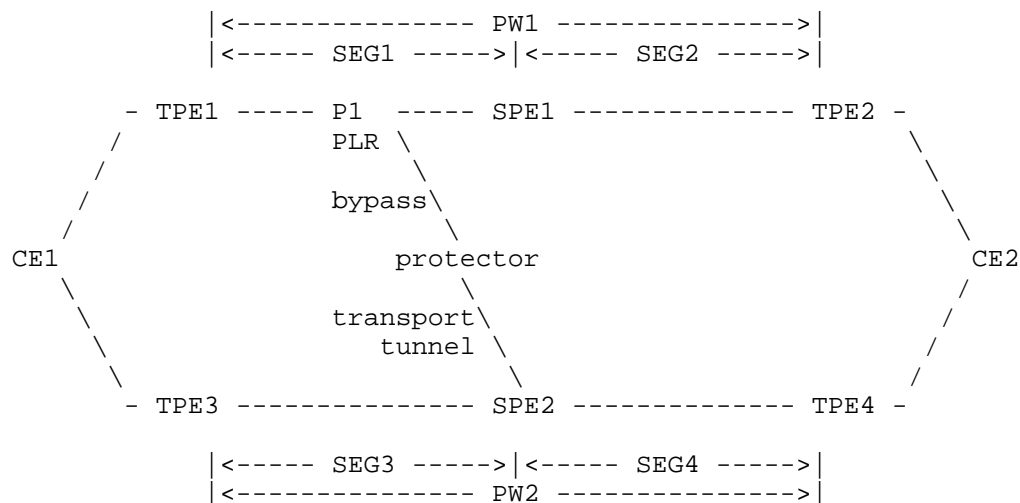 |<--------------- PW1 --------------->|
|<----- SEG1 ----->|<----- SEG2 ----->|
- TPE1 ----- P1 ---- SPE1 --------------- TPE2 -
PLR
bypass
CE1 protector CE2
transport
tunnel
- TPE3 --------------- SPE2 --------------- TPE4 -
|<----- SEG3 ----->|<----- SEG4 ----->|
|<--------------- PW2 --------------->|